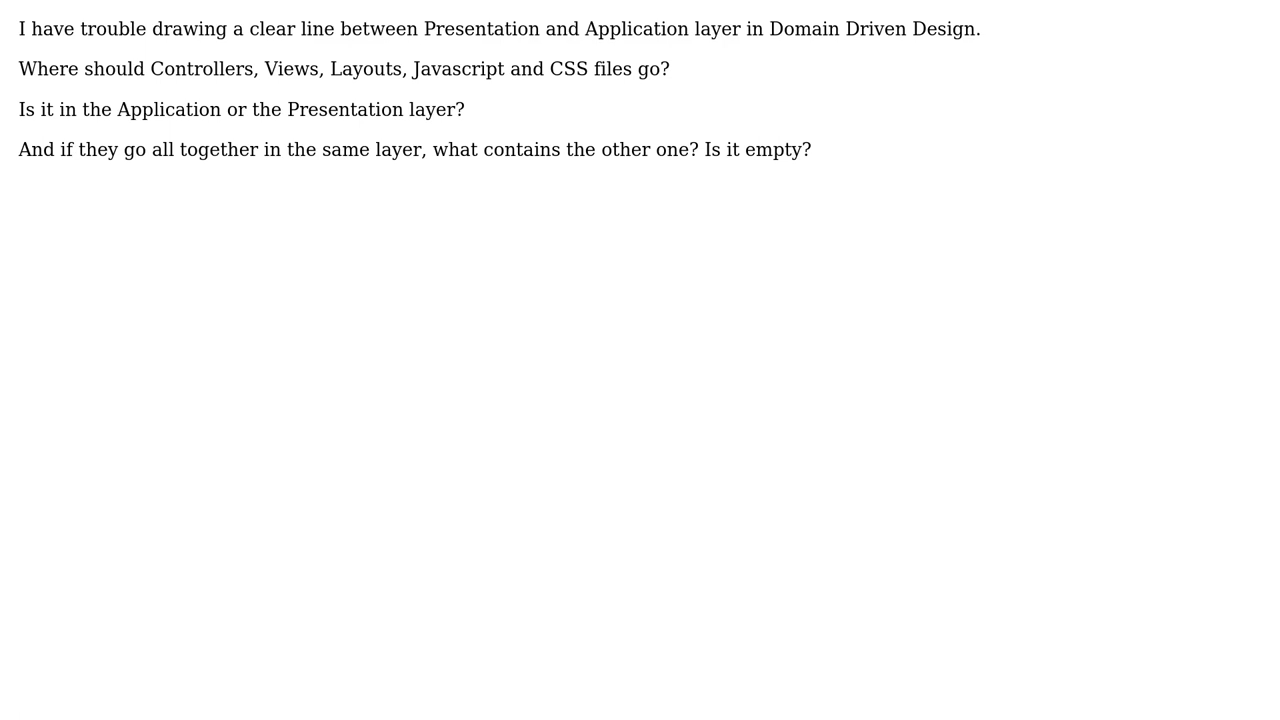 I have trouble drawing a clear line between Presentation and Application layer in Domain Driven Design.
Where should Controllers, Views, Layouts, Javascript and CSS files go?
Is it in the Application or the Presentation layer?
And if they go all together in the same layer, what contains the other one? Is it empty?